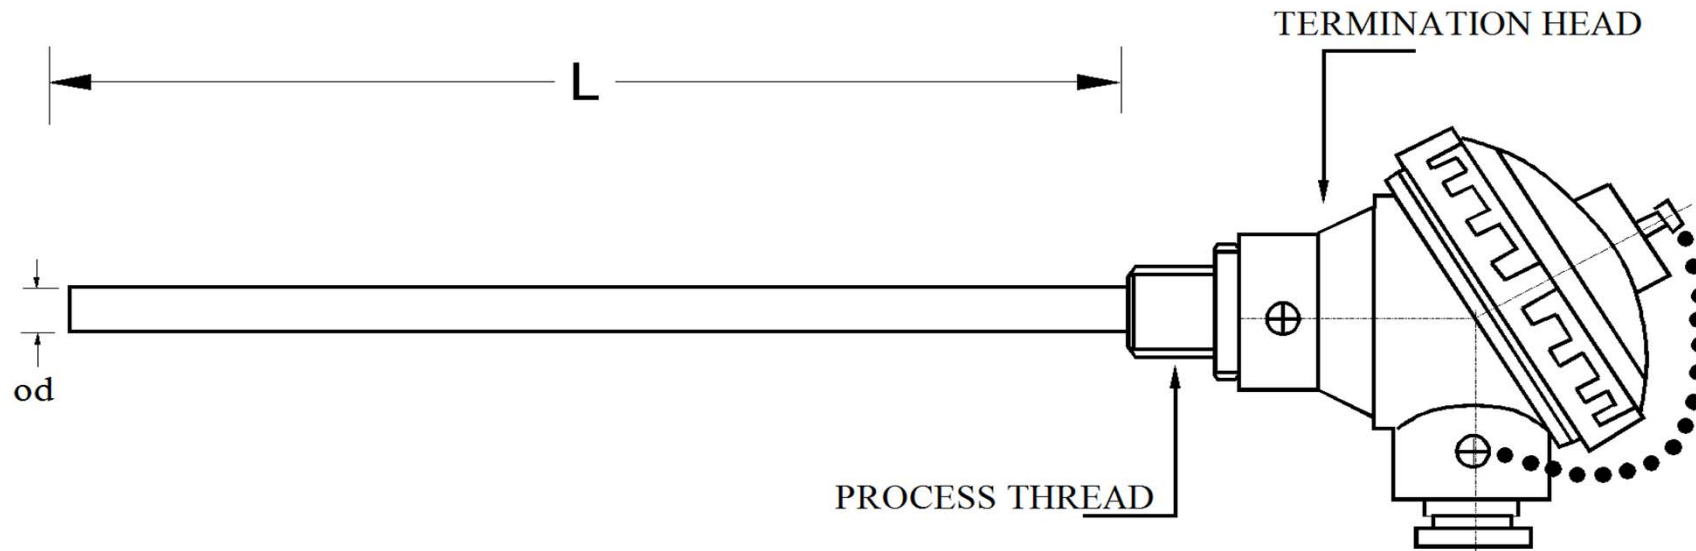 TERMINATION HEAD
L
od
PROCESS THREAD